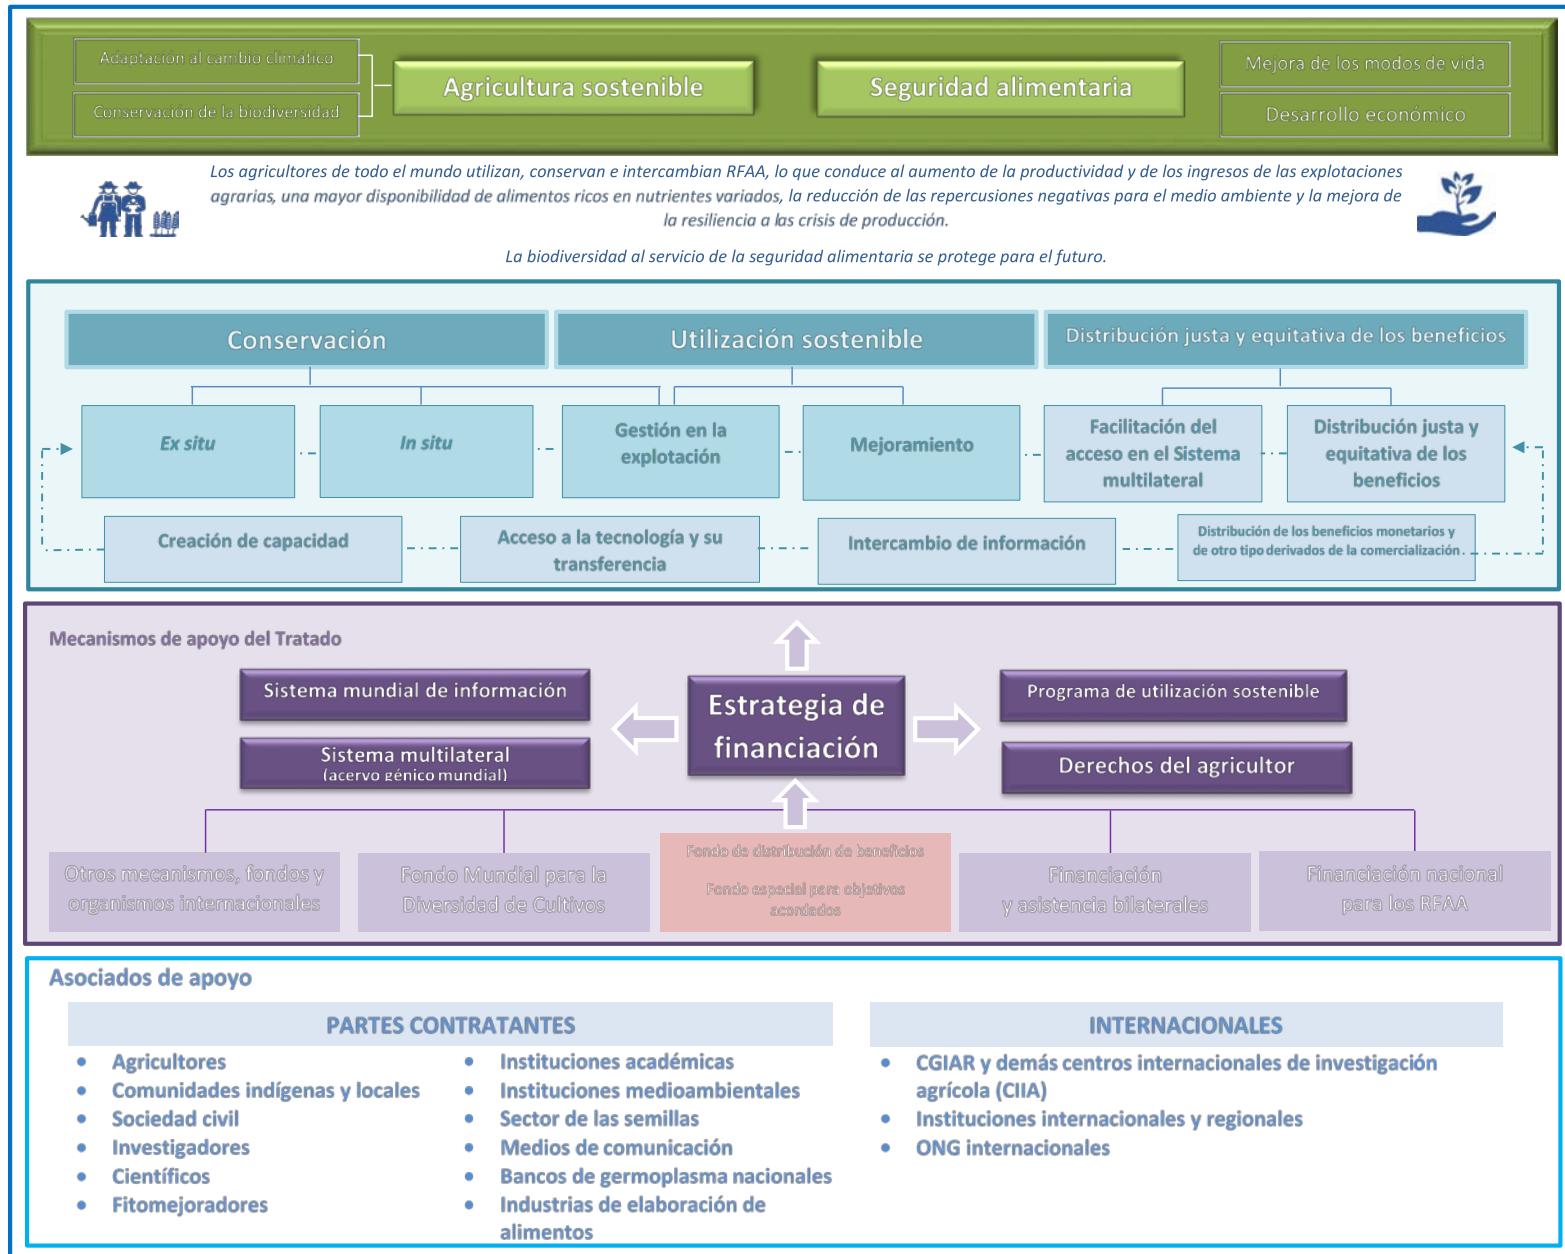 Adaptación al cambio climático
Conservación de la biodiversidad
Agricultura sostenible
Seguridad alimentaria
Mejora de los modos de vida
Desarrollo económico
Los agricultores de todo el mundo utilizan, conservan e intercambian RFAA, lo que conduce al aumento de la productividad y de los ingresos de las explotaciones
agrarias, una mayor disponibilidad de alimentos ricos en nutrientes variados, la reducción de las repercusiones negativas para el medio ambiente y la mejora de
la resiliencia a las crisis de producción.
La biodiversidad al servicio de la seguridad alimentaria se protege para el futuro.
Conservación
Utilización sostenible
Distribución justa y equitativa de los beneficios
Ex situ
In situ
Gestión en la
explotación
Mejoramiento
Facilitación del
acceso en el Sistema
multilateral
Distribución justa y
equitativa de los
beneficios
Creación de capacidad
Acceso a la tecnología y su
transferencia
Intercambio de información
Distribución de los beneficios monetarios y
de otro tipo derivados de la comercialización.
Mecanismos de apoyo del Tratado
Sistema mundial de información
Sistema multilateral
(acervo génico mundial)
Estrategia de
financiación
Programa de utilización sostenible
Derechos del agricultor
Otros mecanismos, fondos y
organismos internacionales
Fondo Mundial para la
Diversidad de Cultivos
Fondo de distribución de beneficios
Fondo especial para objetivos
acordados
Financiación
y asistencia bilaterales
Financiación nacional
para los RFAA
Asociados de apoyo
PARTES CONTRATANTES
• Agricultores
• Comunidades indígenas y locales
• Sociedad civil
• Investigadores
• Científicos
• Fitomejoradores
• Instituciones académicas
• Instituciones medioambientales
• Sector de las semillas
• Medios de comunicación
• Bancos de germoplasma nacionales
• Industrias de elaboración de
alimentos
INTERNACIONALES
• CGIAR y demás centros internacionales de investigación
agrícola (CIIA)
• Instituciones internacionales y regionales
• ONG internacionales